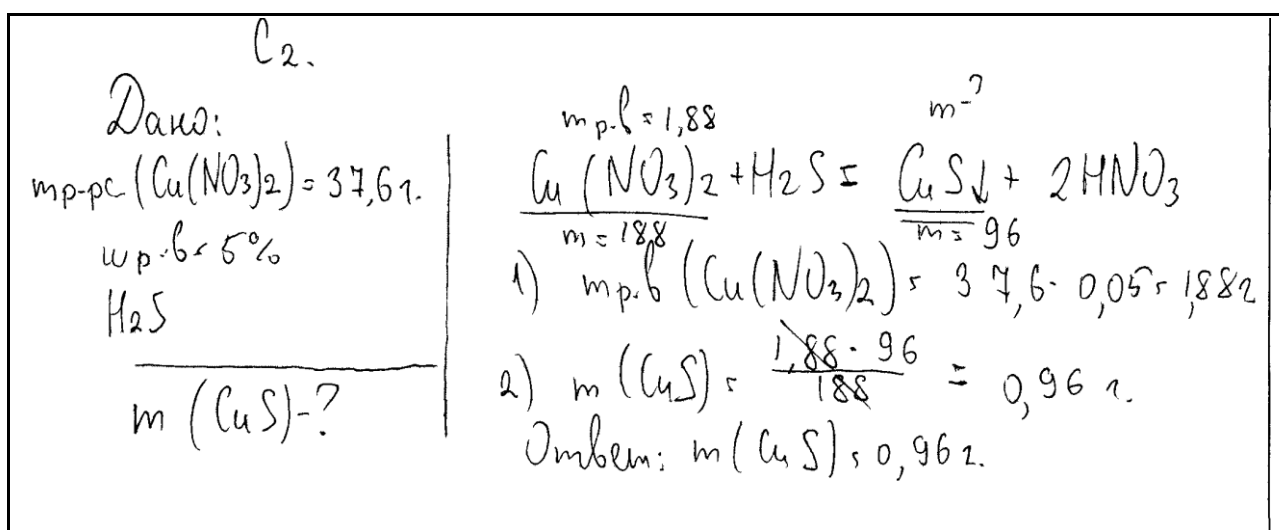 С2.
Дано:
mр-ра (Cu(NO3)2) = 37,6 г.
wр.в = 5%
H2S
m (CuS)-?
mр.в = 1,88
m-?
Cu(NO3)2 + H2S = CuS↓ + 2HNO3
m = 188
m = 96
1) mр.в (Cu(NO3)2) = 37,6 · 0,05 = 1,88г
2) m (CuS) = 1,88 · 96 / 188 = 0,96 г.
Ответ: m (CuS) = 0,96 г.